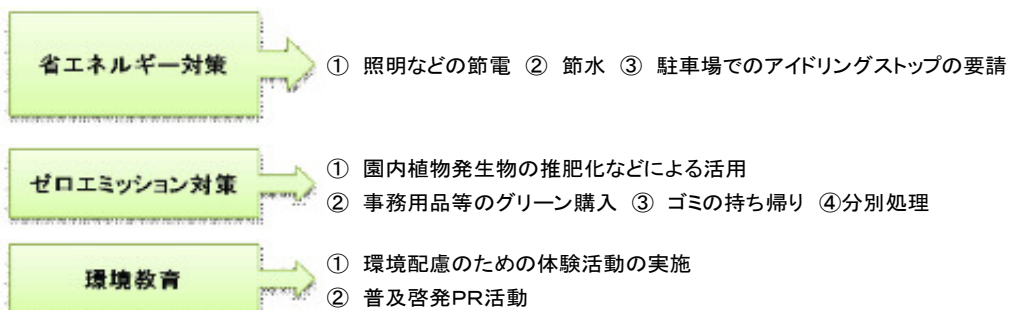 省エネルギー対策
① 照明などの節電 ② 節水 ③ 駐車場でのアイドリングストップの要請
ゼロエミッション対策
① 園内植物発生物の推肥化などによる活用
② 事務用品等のグリーン購入 ③ ゴミの持ち帰り ④分別処理
環境教育
① 環境配慮のための体験活動の実施
② 普及啓発PR活動